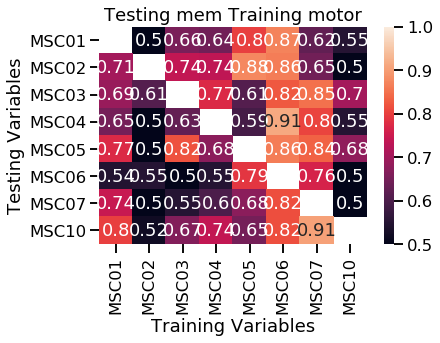 Testing mem Training motor
MSC01 0.5 0.66 0.64 0.80 0.87 0.62 0.55
MSC02 0.71 0.74 0.74 0.88 0.86 0.65 0.5
MSC03 0.69 0.61 0.77 0.61 0.82 0.85 0.7
MSC04 0.65 0.5 0.63 0.59 0.91 0.8 0.55
MSC05 0.77 0.5 0.82 0.68 0.86 0.84 0.68
MSC06 0.54 0.55 0.5 0.55 0.79 0.76 0.5
MSC07 0.74 0.5 0.55 0.6 0.68 0.82 0.5
MSC10 0.8 0.52 0.67 0.74 0.65 0.82 0.91
MSC01 MSC02 MSC03 MSC04 MSC05 MSC06 MSC07 MSC10
Training Variables
Testing Variables
1.0
0.9
0.8
0.7
0.6
0.5